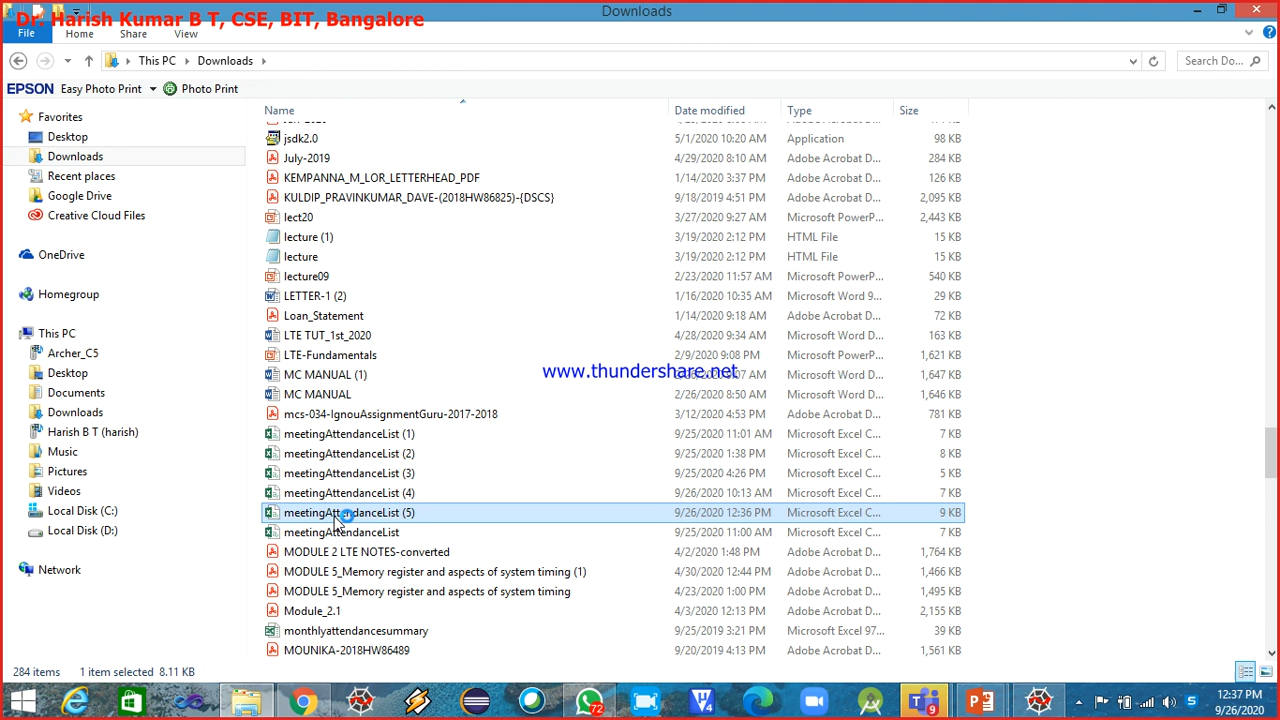 Dr. Harish Kumar B T, CSE, BIT, Bangalore
Downloads
File Home Share View
This PC Downloads Search Do...
EPSON Easy Photo Print Photo Print
Favorites
Desktop
Downloads
Recent places
Google Drive
Creative Cloud Files
OneDrive
Homegroup
This PC
Archer_C5
Desktop
Documents
Downloads
Harish B T (harish)
Music
Pictures
Videos
Local Disk (C:)
Local Disk (D:)
Network
Name Date modified Type Size
jsdk2.0 5/1/2020 10:20 AM Application 98 KB
July-2019 4/29/2020 8:10 AM Adobe Acrobat D... 284 KB
KEMPANNA_M_LOR_LETTERHEAD_PDF 1/14/2020 3:37 PM Adobe Acrobat D... 126 KB
KULDIP_PRAVINKUMAR_DAVE-(2018HW86825)-{DSCS} 9/18/2019 4:51 PM Adobe Acrobat D... 2,095 KB
lect20 3/27/2020 9:27 AM Microsoft PowerP... 2,443 KB
lecture (1) 3/19/2020 2:12 PM HTML File 15 KB
lecture 3/19/2020 2:12 PM HTML File 15 KB
lecture09 2/23/2020 11:57 AM Microsoft PowerP... 540 KB
LETTER-1 (2) 1/16/2020 10:35 AM Microsoft Word 9... 29 KB
Loan_Statement 1/14/2020 9:18 AM Adobe Acrobat D... 72 KB
LTE TUT_1st_2020 4/28/2020 9:34 AM Microsoft Word D... 163 KB
LTE-Fundamentals 2/9/2020 9:08 PM Microsoft PowerP... 1,621 KB
www.thundershare.net
MC MANUAL (1) AM Microsoft Word D... 1,647 KB
MC MANUAL 2/26/2020 8:50 AM Microsoft Word D... 1,646 KB
mcs-034-IgnouAssignmentGuru-2017-2018 3/12/2020 4:53 PM Adobe Acrobat D... 781 KB
meetingAttendanceList (1) 9/25/2020 11:01 AM Microsoft Excel C... 7 KB
meetingAttendanceList (2) 9/25/2020 1:38 PM Microsoft Excel C... 8 KB
meetingAttendanceList (3) 9/25/2020 4:26 PM Microsoft Excel C... 5 KB
meetingAttendanceList (4) 9/26/2020 10:13 AM Microsoft Excel C... 7 KB
meetingAttendanceList (5) 9/26/2020 12:36 PM Microsoft Excel C... 9 KB
meetingAttendanceList 9/25/2020 11:00 AM Microsoft Excel C... 7 KB
MODULE 2 LTE NOTES-converted 4/2/2020 1:48 PM Adobe Acrobat D... 1,764 KB
MODULE 5_Memory register and aspects of system timing (1) 4/30/2020 12:44 PM Adobe Acrobat D... 1,466 KB
MODULE 5_Memory register and aspects of system timing 4/23/2020 1:00 PM Adobe Acrobat D... 1,495 KB
Module_2.1 4/3/2020 12:13 PM Adobe Acrobat D... 2,155 KB
monthlyattendancesummary 9/25/2019 3:21 PM Microsoft Excel 97... 39 KB
MOUNIKA-2018HW86489 9/20/2019 4:13 PM Adobe Acrobat D... 1,561 KB
284 items 1 item selected 8.11 KB
72
9
12:37 PM
9/26/2020